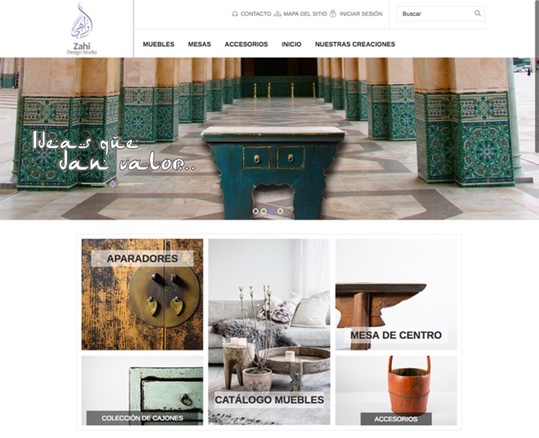 Zahi
Design Studio
CONTACTO MAPA DEL SITIO INICIAR SESIÓN
Buscar
MUEBLES MESAS ACCESORIOS INICIO NUESTRAS CREACIONES
Ideas que
dan valor..
APARADORES
CATÁLOGO MUEBLES
MESA DE CENTRO
COLECCIÓN DE CAJONES
ACCESORIOS